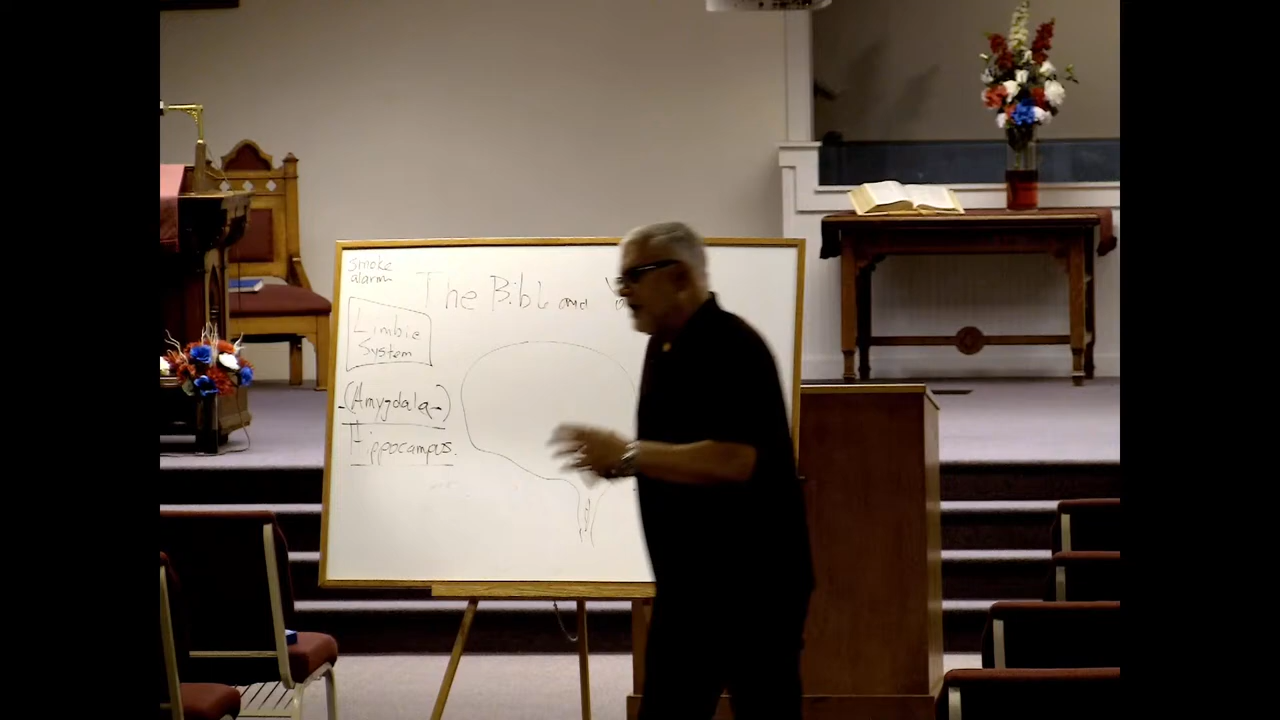 smoke
alarm
The Bibl and
Limbic
System
(Amygdala-)
Hippocampus.